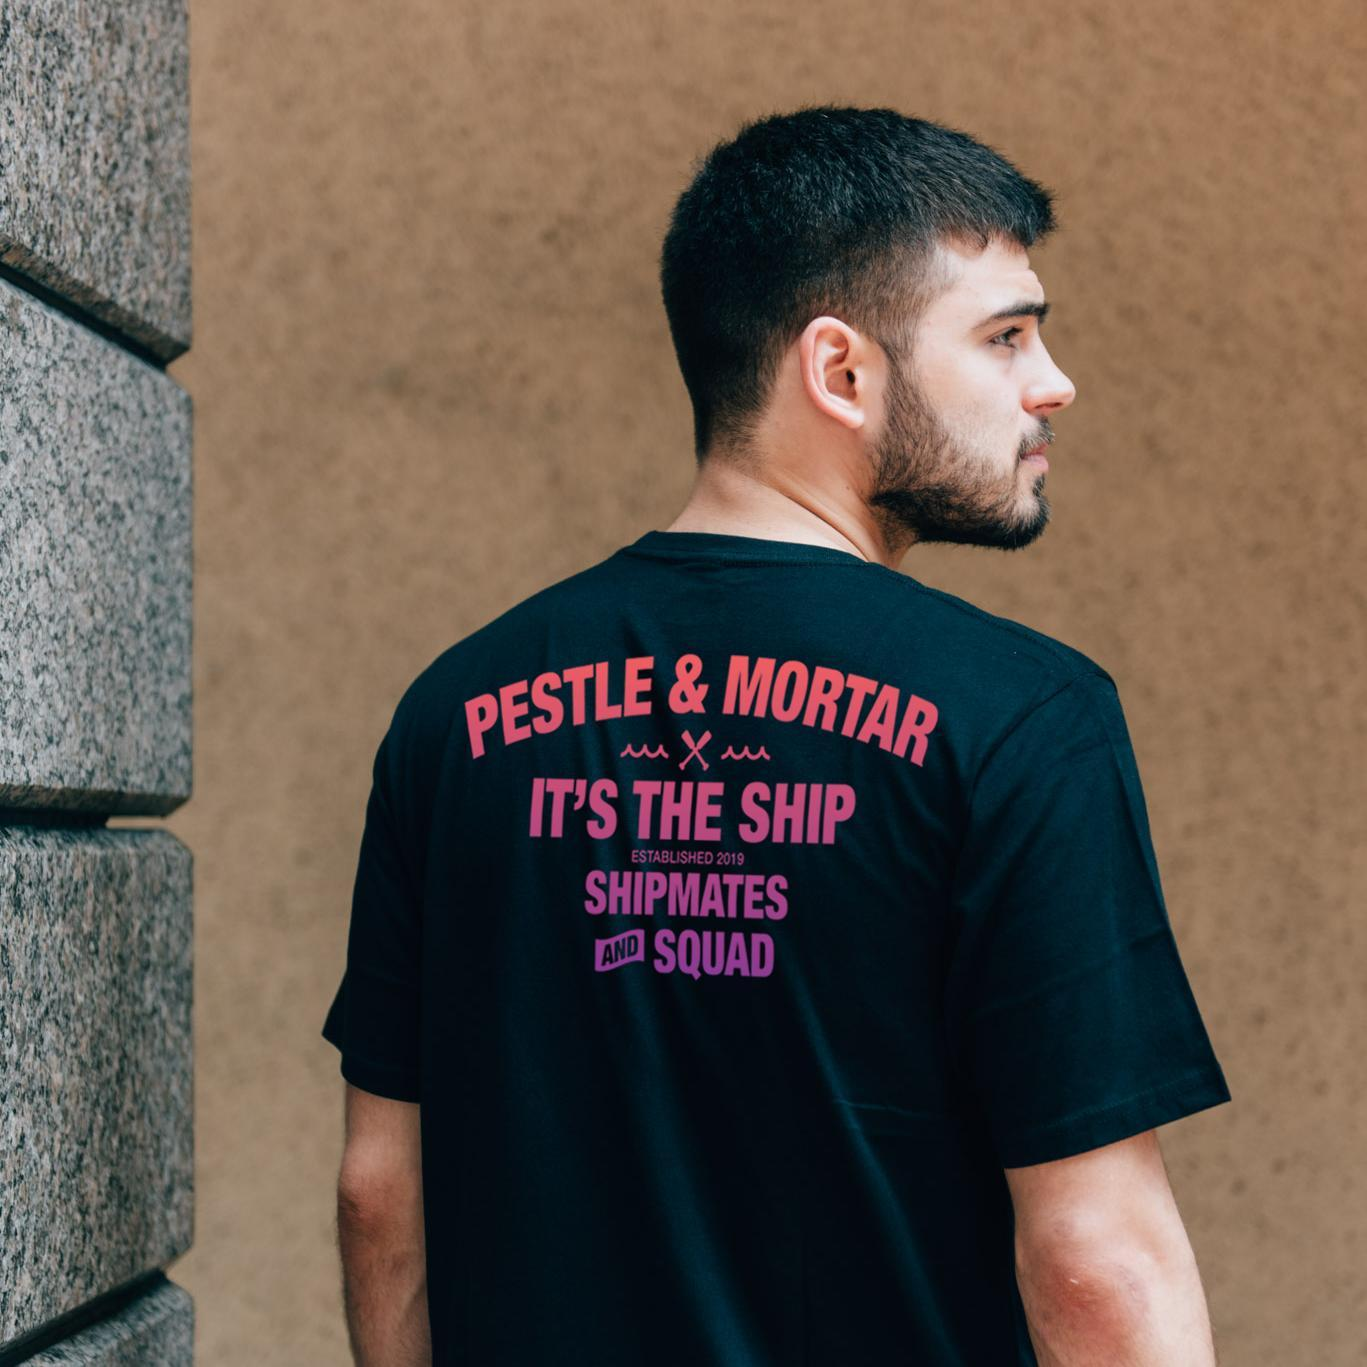 PESTLE & MORTAR
IT'S THE SHIP
ESTABLISHED 2019
SHIPMATES
AND SQUAD